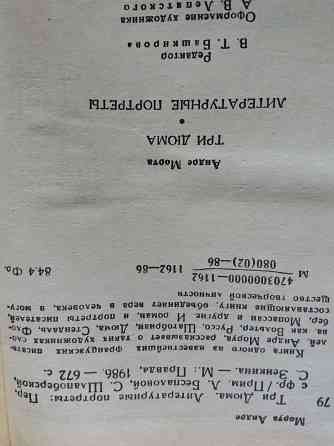 Моруа Андре
79 Три Дюма. Литературные портреты: Пер.
с фр./Прим. Л. Беспаловой, С. Шлапоберской,
С. Зенкина.— М.: Правда, 1986.— 672 с.
Книга одного из известнейших французских писате-
лей Андре Моруа, рассказывает о таких художниках сло-
ва как Вольтер, Руссо, Шатобриан, Дюма, Стендаль, Фло-
бер, Мопассан и другие. И роман, и портреты писателей,
составляющие книгу, объединяет вера в человека, в могу-
щество творческой личности
4703000000—1162
М 1162—86 84.4 Фр.
080(02)—86
Андре Моруа
ТРИ ДЮМА
•
ЛИТЕРАТУРНЫЕ ПОРТРЕТЫ
Редактор
В. Т. Башкирова
Оформление художника
А. В. Лепятского